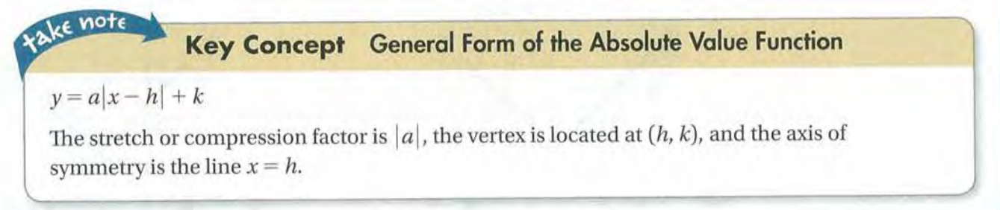 take note
Key Concept General Form of the Absolute Value Function
y = a|x − h| + k
The stretch or compression factor is |a|, the vertex is located at (h, k), and the axis of
symmetry is the line x = h.